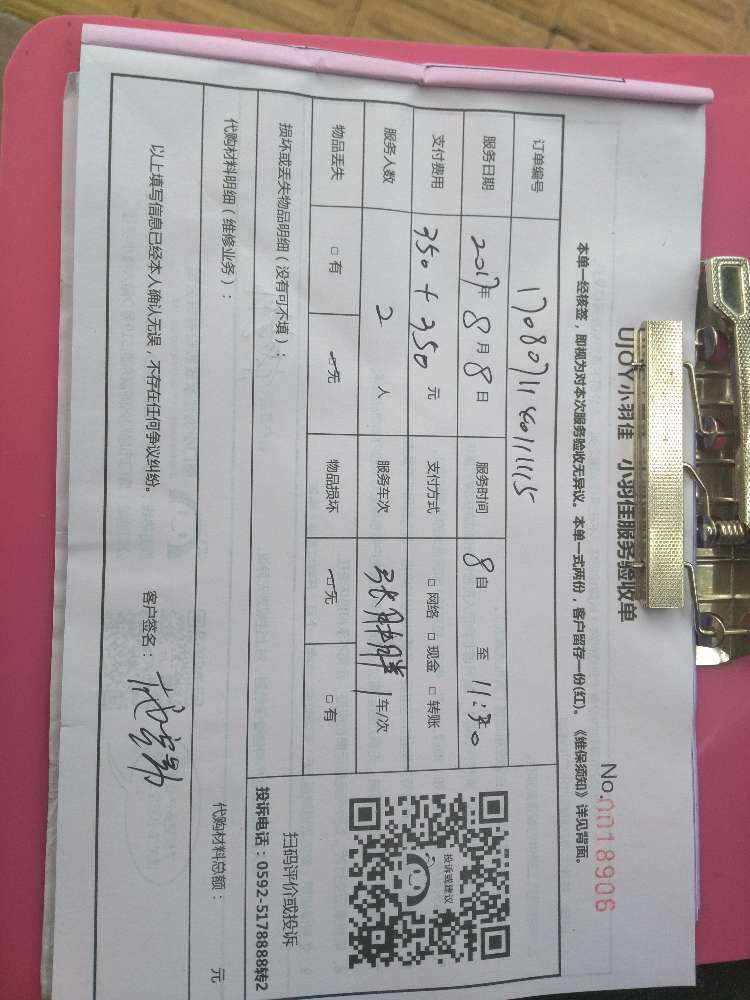 UJOY小羽佳 小羽佳服务验收单
No.0018906
本单一经核签，即视为对本次服务验收无异议。本单一式两份，客户留存一份(红)。《维保须知》详见背面。
订单编号
服务日期 2017年 8月 8日 服务时间 8 自 至 11:30
支付费用 350+350 元 支付方式 □ 网络 □ 现金 □ 转账
服务人数 2 人 服务车次 1 车/次
物品丢失 □ 有 □ 无 物品损坏 □ 无 □ 有
投诉或建议
损坏或丢失物品明细（没有可不填）：
扫码评价或投诉
投诉电话：0592-5178888转2
代购材料明细（维修业务）：
代购材料总额： 元
以上填写信息已经本人确认无误，不存在任何争议纠纷。 客户签名：